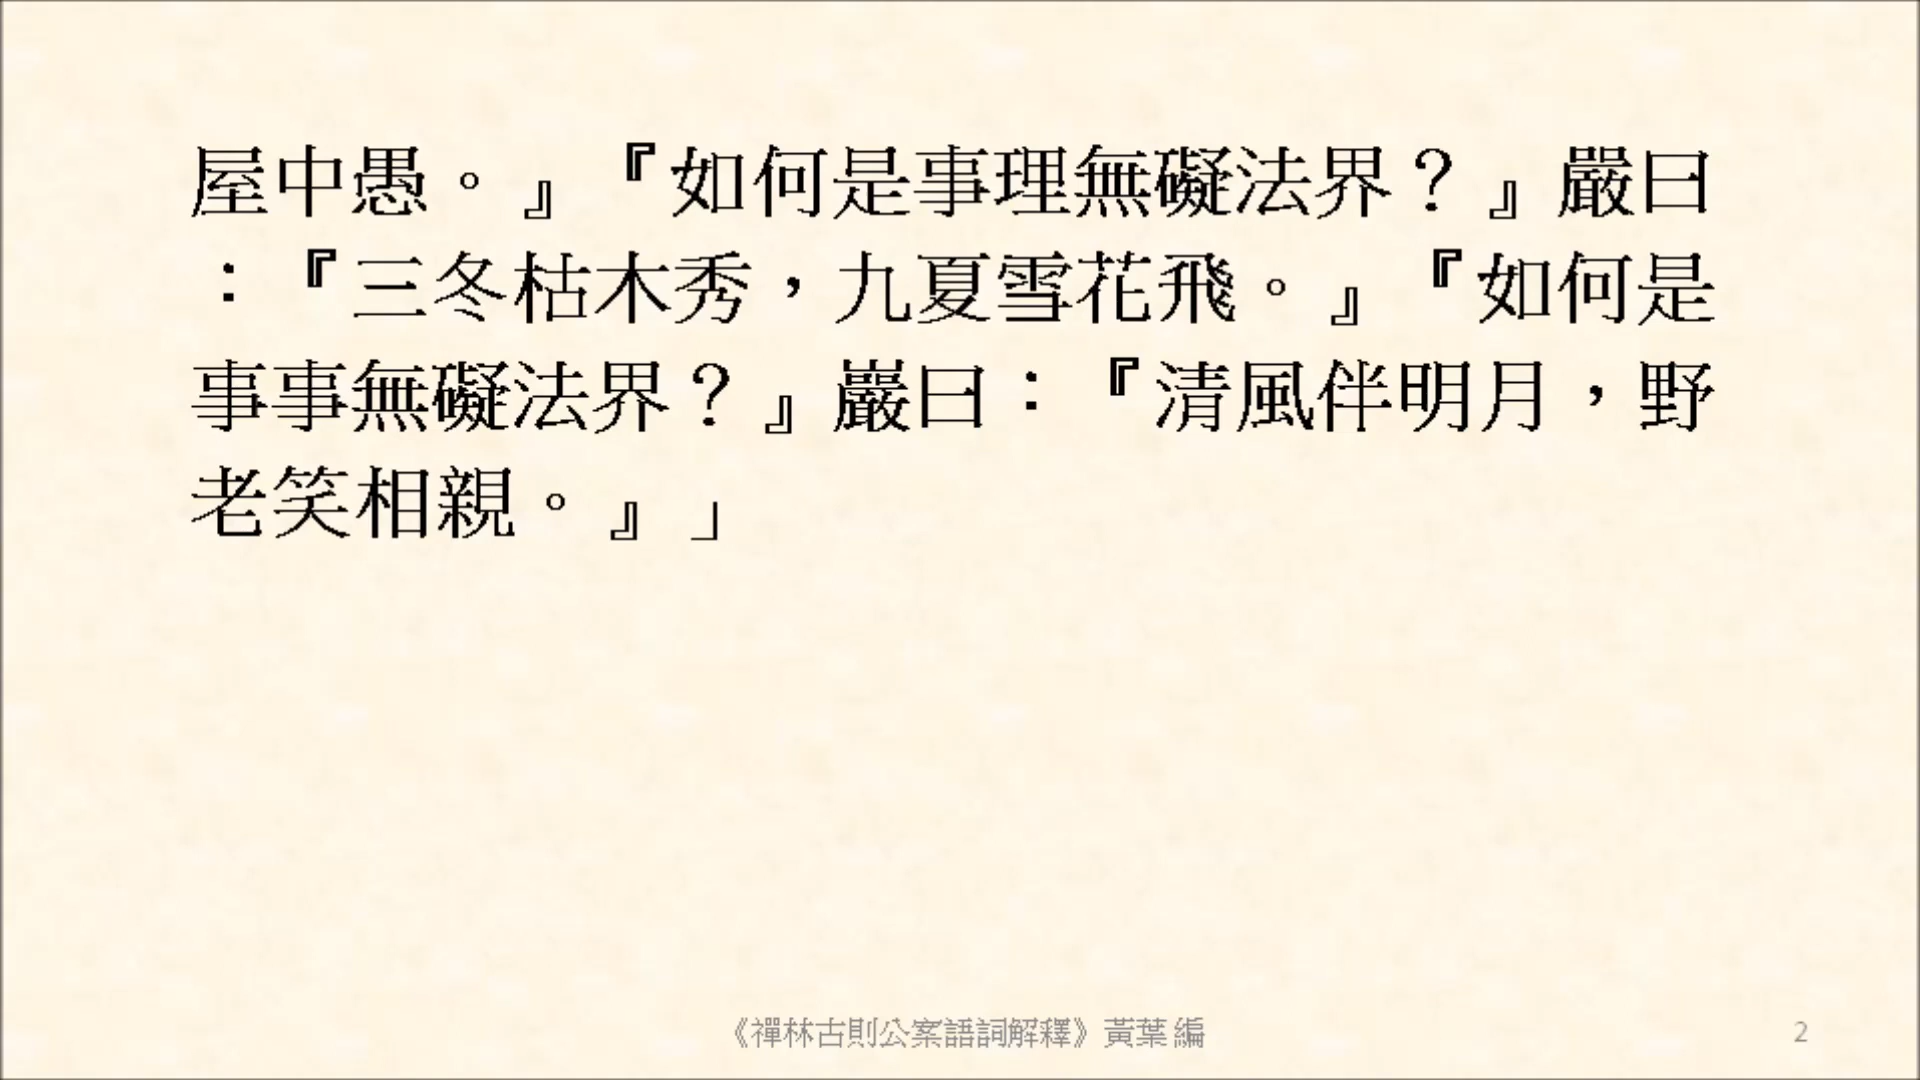 屋中愚。』『如何是事理無礙法界？』嚴曰
：『三冬枯木秀，九夏雪花飛。』『如何是
事事無礙法界？』巖曰：『清風伴明月，野
老笑相親。』」
《禪林古則公案語詞解釋》黃葉 編
2